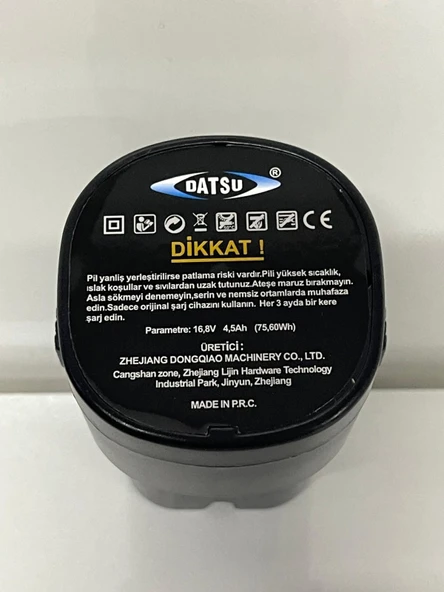 DATSU ®
CE
DİKKAT !
Pil yanliş yerleştirilirse patlama riski vardır.Pili yüksek sıcaklık,
ıslak koşullar ve sıvılardan uzak tutunuz.Ateşe maruz bırakmayın.
Asla sökmeyi denemeyin,serin ve nemsiz ortamlarda muhafaza
edin.Sadece orijinal şarj cihazını kullanın. Her 3 ayda bir kere
şarj edin.
Parametre: 16,8V 4,5Ah (75,60Wh)
ÜRETİCİ :
ZHEJIANG DONGQIAO MACHINERY CO., LTD.
Cangshan zone, Zhejiang Lijin Hardware Technology
Industrial Park, Jinyun, Zhejiang
MADE IN P.R.C.